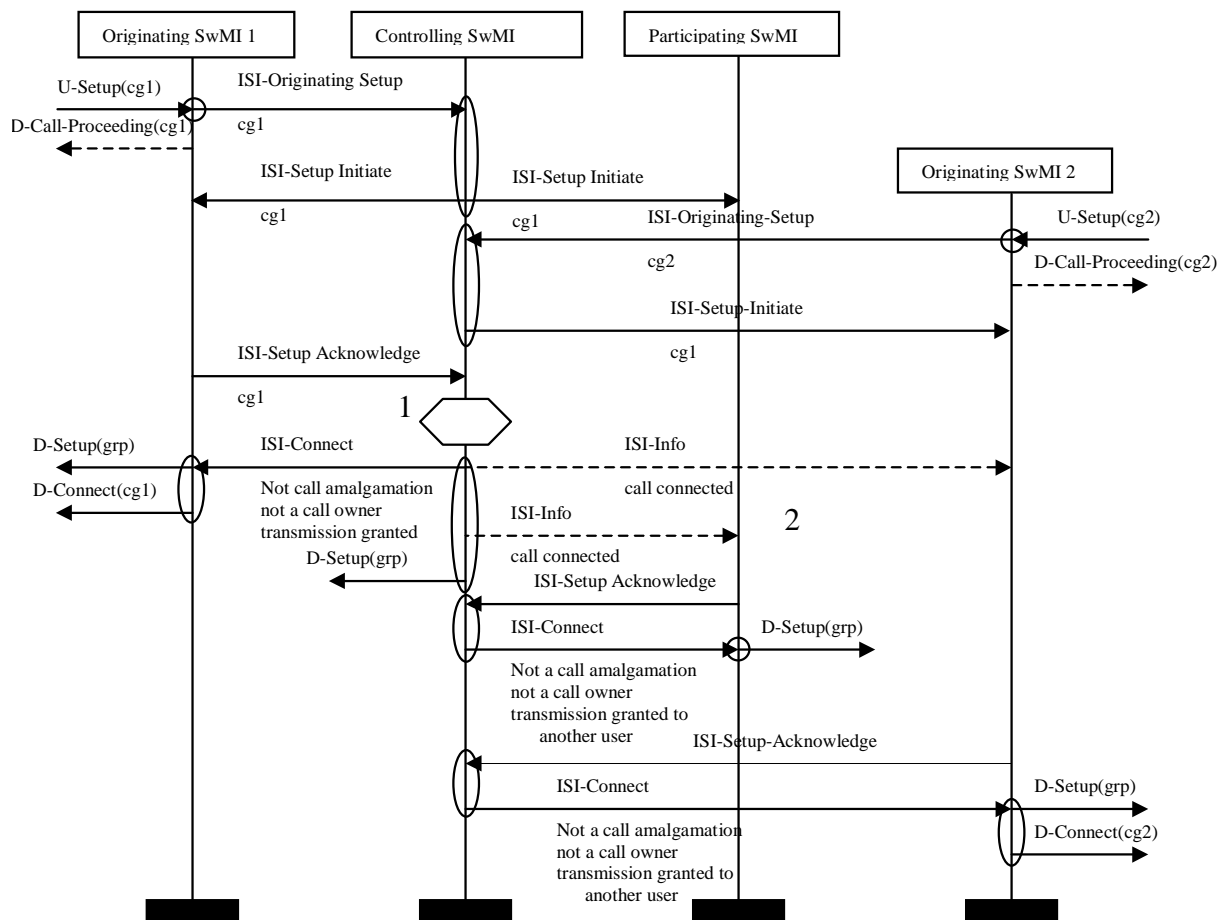 Originating SwMI 1
Controlling SwMI
Participating SwMI
U-Setup(cg1)
ISI-Originating Setup
cg1
D-Call-Proceeding(cg1)
ISI-Setup Initiate
ISI-Setup Initiate
Originating SwMI 2
cg1
cg1
ISI-Originating-Setup
U-Setup(cg2)
cg2
D-Call-Proceeding(cg2)
ISI-Setup-Initiate
ISI-Setup Acknowledge
cg1
cg1
1
D-Setup(grp)
ISI-Connect
ISI-Info
D-Connect(cg1)
Not call amalgamation
not a call owner
transmission granted
call connected
ISI-Info
2
call connected
D-Setup(grp)
ISI-Setup Acknowledge
ISI-Connect
D-Setup(grp)
Not a call amalgamation
not a call owner
transmission granted to
another user
ISI-Setup-Acknowledge
ISI-Connect
D-Setup(grp)
Not a call amalgamation
not a call owner
transmission granted to
another user
D-Connect(cg2)